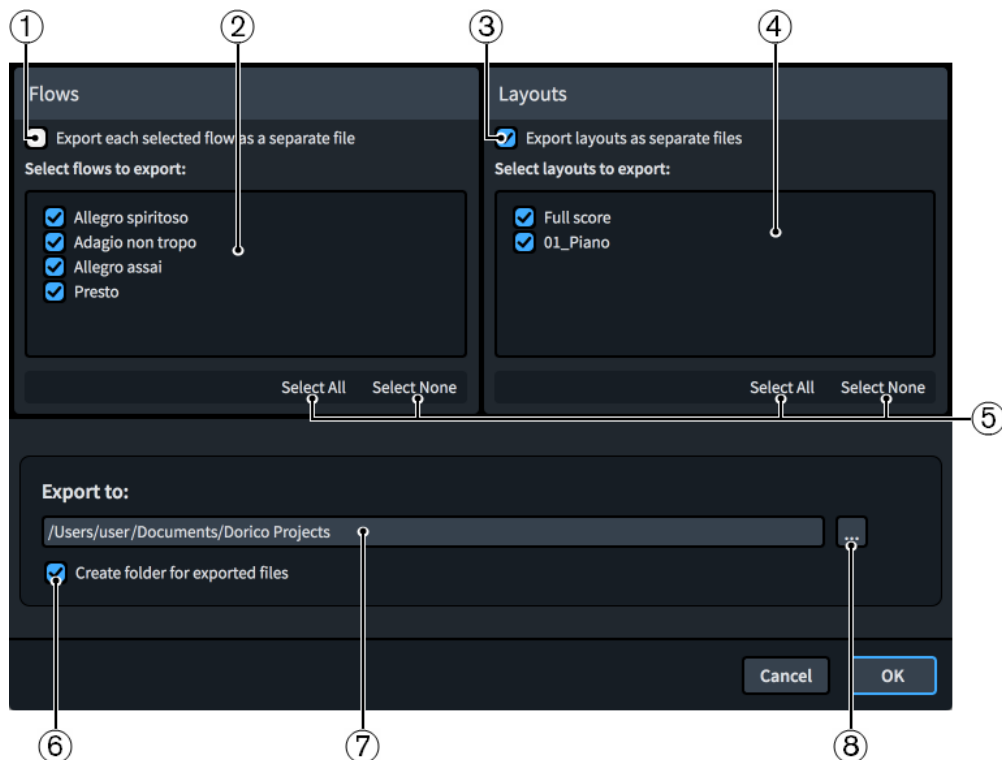 ① ② ③ ④
Flows
Export each selected flow as a separate file
Select flows to export:
Allegro spiritoso
Adagio non tropo
Allegro assai
Presto
Select All Select None
Layouts
Export layouts as separate files
Select layouts to export:
Full score
01_Piano
Select All Select None
⑤
Export to:
/Users/user/Documents/Dorico Projects
...
Create folder for exported files
Cancel OK
⑥ ⑦ ⑧